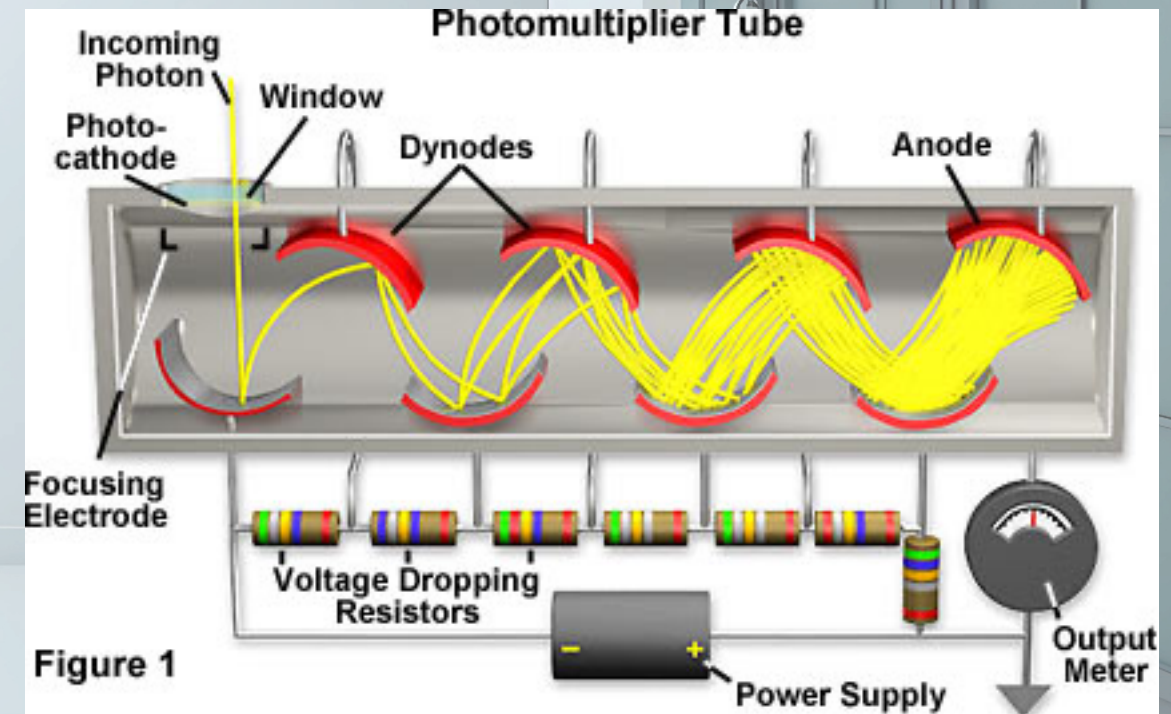 Photomultiplier Tube
Incoming
Photon
Window
Photo-
cathode
Dynodes
Anode
Focusing
Electrode
Voltage Dropping
Resistors
− +
Output
Meter
Figure 1
Power Supply